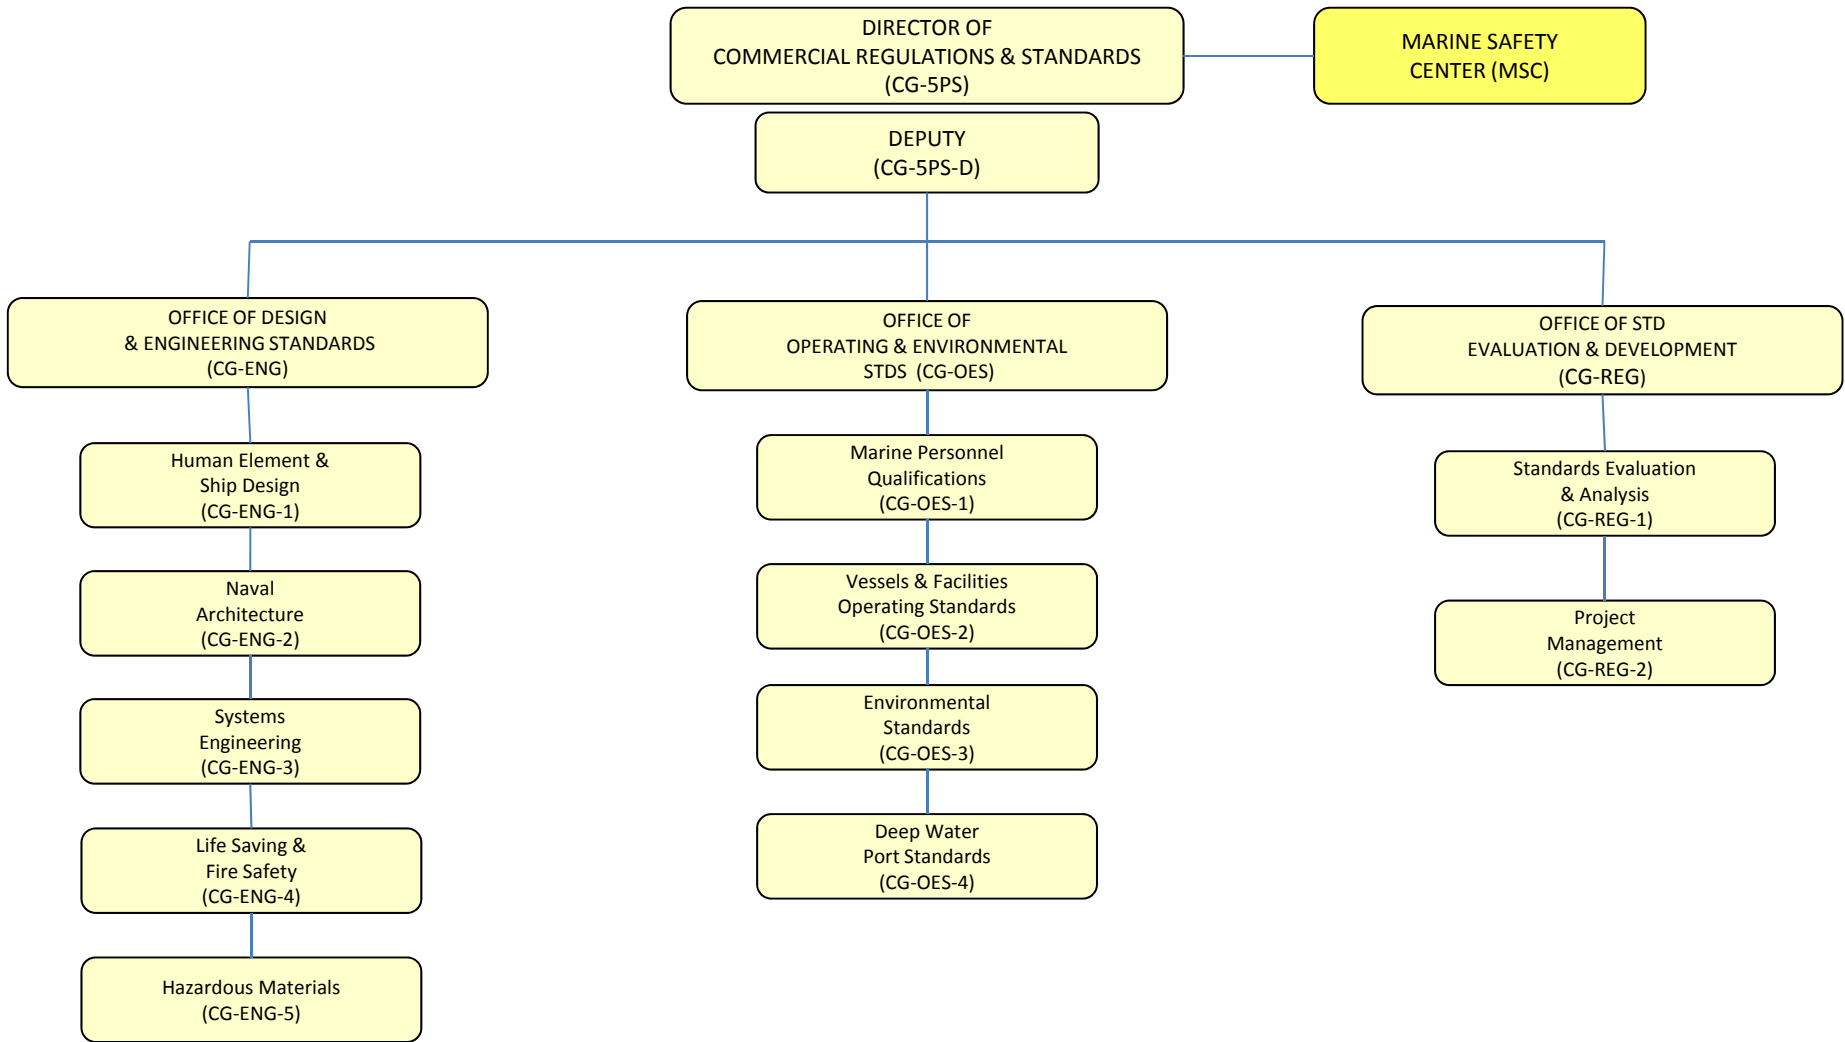 DIRECTOR OF
COMMERCIAL REGULATIONS & STANDARDS
(CG-5PS)
MARINE SAFETY
CENTER (MSC)
DEPUTY
(CG-5PS-D)
OFFICE OF DESIGN
& ENGINEERING STANDARDS
(CG-ENG)
Human Element &
Ship Design
(CG-ENG-1)
Naval
Architecture
(CG-ENG-2)
Systems
Engineering
(CG-ENG-3)
Life Saving &
Fire Safety
(CG-ENG-4)
Hazardous Materials
(CG-ENG-5)
OFFICE OF
OPERATING & ENVIRONMENTAL
STDS (CG-OES)
Marine Personnel
Qualifications
(CG-OES-1)
Vessels & Facilities
Operating Standards
(CG-OES-2)
Environmental
Standards
(CG-OES-3)
Deep Water
Port Standards
(CG-OES-4)
OFFICE OF STD
EVALUATION & DEVELOPMENT
(CG-REG)
Standards Evaluation
& Analysis
(CG-REG-1)
Project
Management
(CG-REG-2)